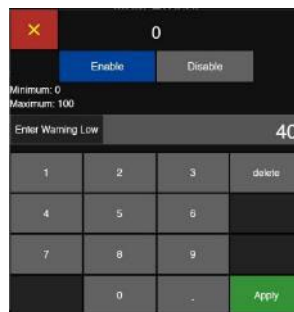 ×
0
Enable Disable
Minimum: 0
Maximum: 100
Enter Warning Low 40
1 2 3 delete
4 5 6
7 8 9
0 . Apply